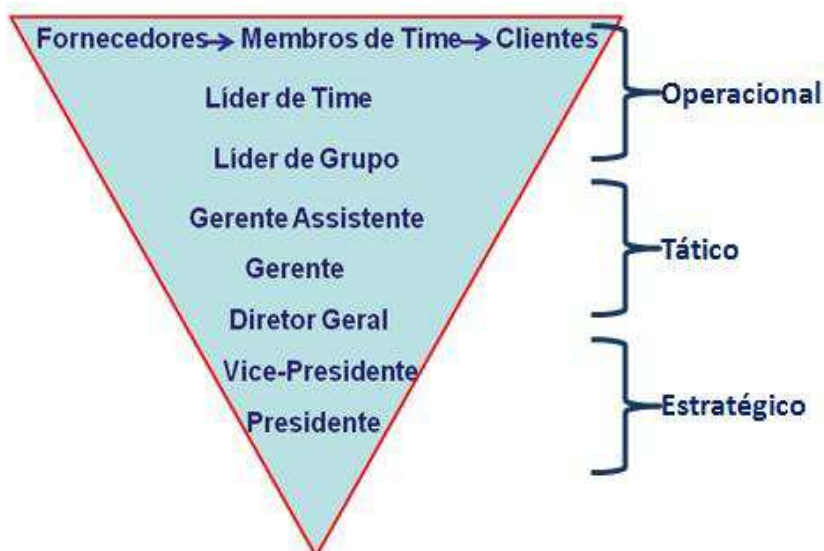 Fornecedores → Membros de Time → Clientes
Líder de Time
Operacional
Líder de Grupo
Gerente Assistente
Gerente
Tático
Diretor Geral
Vice-Presidente
Estratégico
Presidente